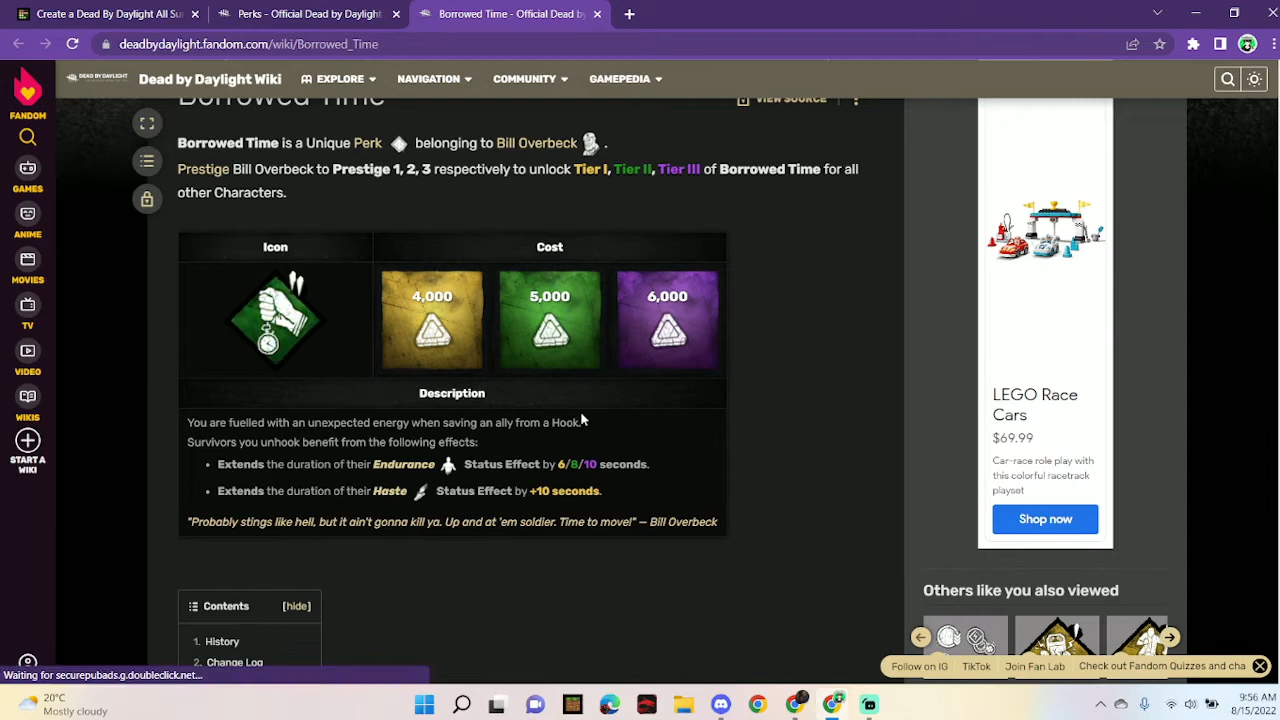 Create a Dead By Daylight All Su
Perks - Official Dead by Daylight
Borrowed Time - Official Dead by
deadbydaylight.fandom.com/wiki/Borrowed_Time
DEAD BY DAYLIGHT
Dead by Daylight Wiki
EXPLORE
NAVIGATION
COMMUNITY
GAMEPEDIA
FANDOM
GAMES
ANIME
MOVIES
TV
VIDEO
WIKIS
START A
WIKI
Borrowed Time
VIEW SOURCE
Borrowed Time is a Unique Perk belonging to Bill Overbeck .
Prestige Bill Overbeck to Prestige 1, 2, 3 respectively to unlock Tier I, Tier II, Tier III of Borrowed Time for all
other Characters.
Icon Cost
4,000 5,000 6,000
Description
You are fuelled with an unexpected energy when saving an ally from a Hook.
Survivors you unhook benefit from the following effects:
• Extends the duration of their Endurance Status Effect by 6/8/10 seconds.
• Extends the duration of their Haste Status Effect by +10 seconds.
"Probably stings like hell, but it ain't gonna kill ya. Up and at 'em soldier. Time to move!" — Bill Overbeck
Contents [hide]
1. History
2. Change Log
LEGO Race
Cars
$69.99
Car-race role play with
this colorful racetrack
playset
Shop now
Others like you also viewed
Follow on IG TikTok Join Fan Lab Check out Fandom Quizzes and cha
Waiting for securepubads.g.doubleclick.net...
20°C
Mostly cloudy
9:56 AM
8/15/2022